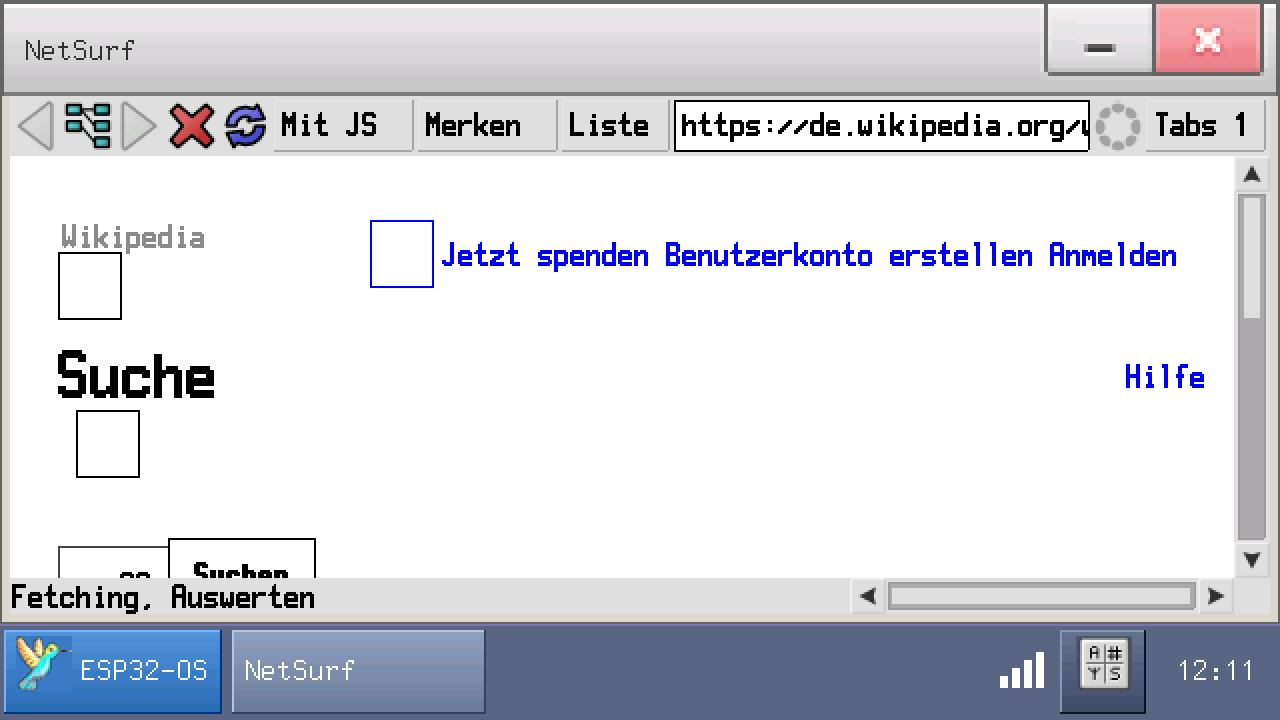 NetSurf
Mit JS Merken Liste https://de.wikipedia.org/ Tabs 1
Wikipedia
Jetzt spenden Benutzerkonto erstellen Anmelden
Suche
Hilfe
Suchen
Fetching, Auswerten
ESP32-OS NetSurf A # Y S 12:11